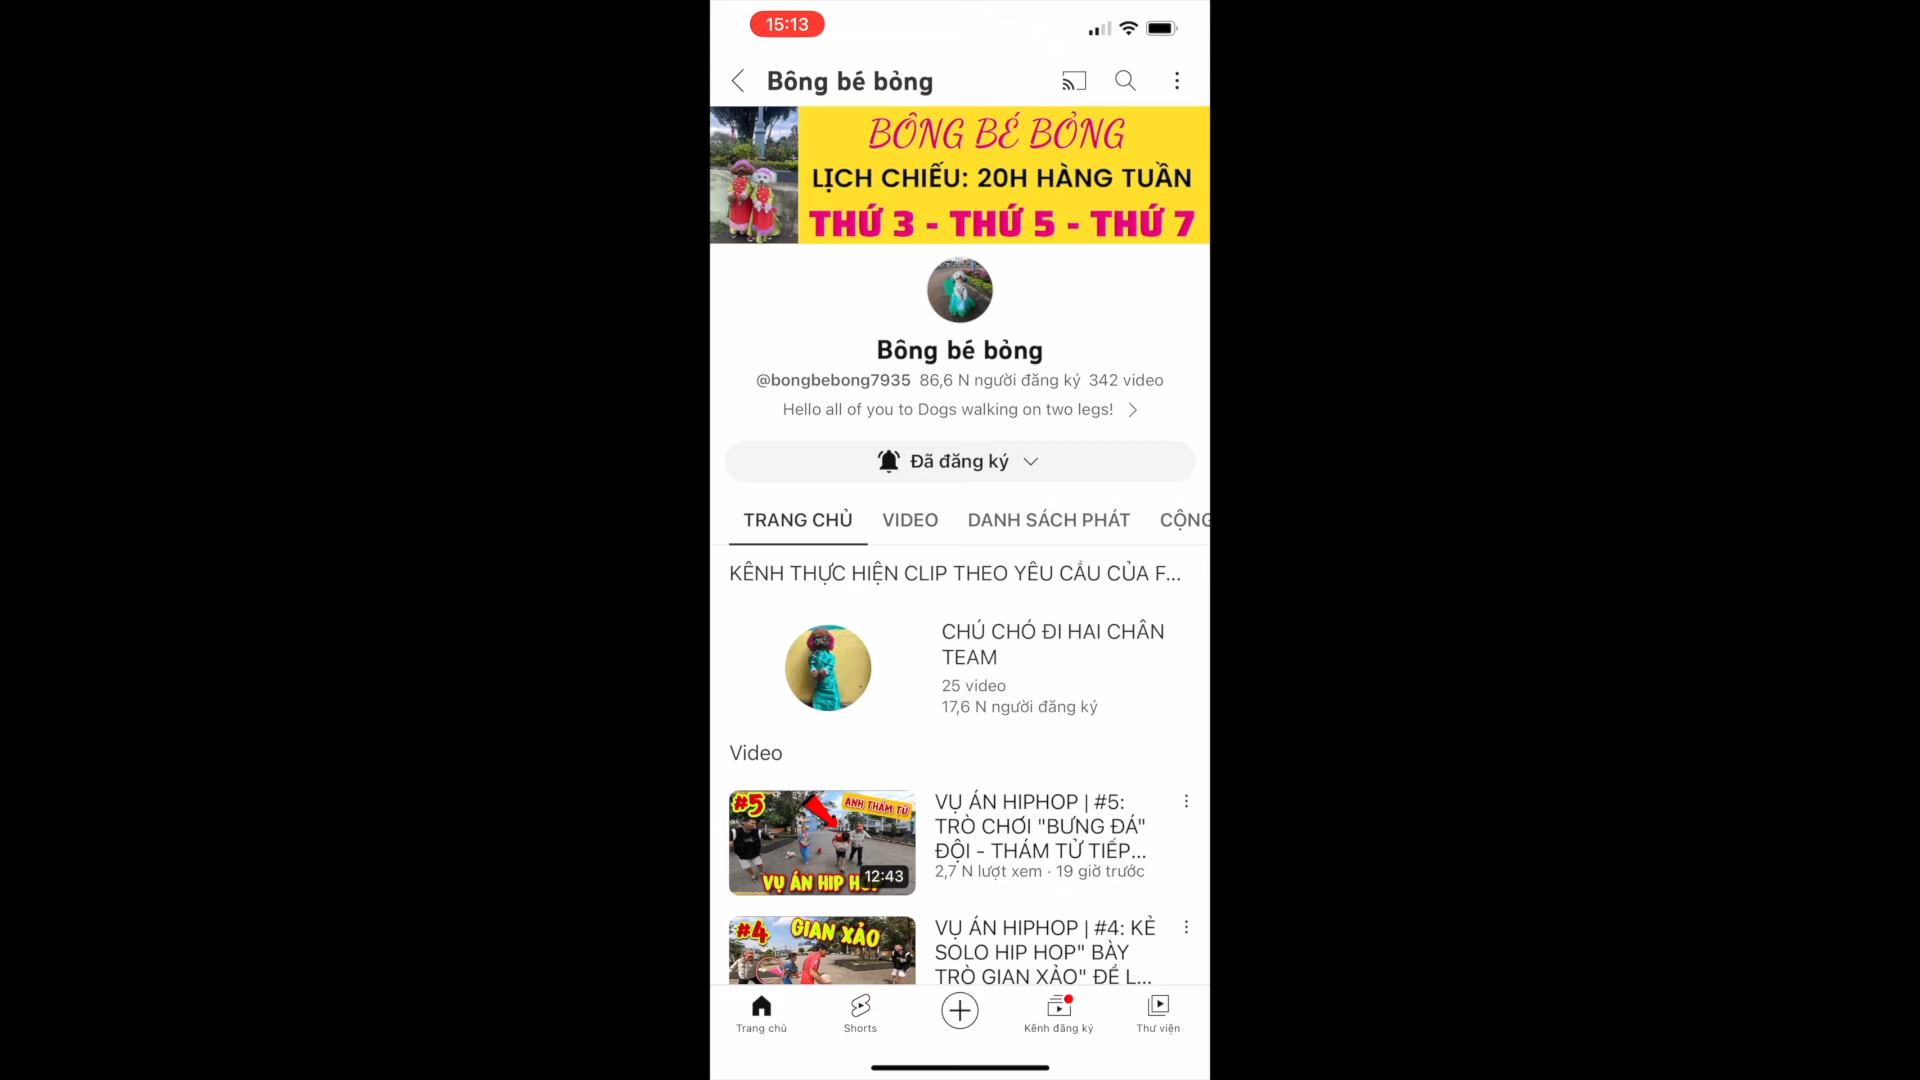 15:13
Bông bé bỏng
BÔNG BÉ BỎNG
LỊCH CHIẾU: 20H HÀNG TUẦN
THỨ 3 - THỨ 5 - THỨ 7
Bông bé bỏng
@bongbebong7935 86,6 N người đăng ký 342 video
Hello all of you to Dogs walking on two legs!
Đã đăng ký
TRANG CHỦ VIDEO DANH SÁCH PHÁT CỘNG
KÊNH THỰC HIỆN CLIP THEO YÊU CẦU CỦA F...
CHÚ CHÓ ĐI HAI CHÂN
TEAM
25 video
17,6 N người đăng ký
Video
#5
ANH THÁM TỬ
VỤ ÁN HIP HOP
12:43
VỤ ÁN HIPHOP | #5:
TRÒ CHƠI "BƯNG ĐÁ"
ĐỘI - THÁM TỬ TIẾP...
2,7 N lượt xem · 19 giờ trước
#4 GIAN XẢO
VỤ ÁN HIPHOP | #4: KẺ
SOLO HIP HOP" BÀY
TRÒ GIAN XẢO" ĐỂ L...
Trang chủ Shorts Kênh đăng ký Thư viện